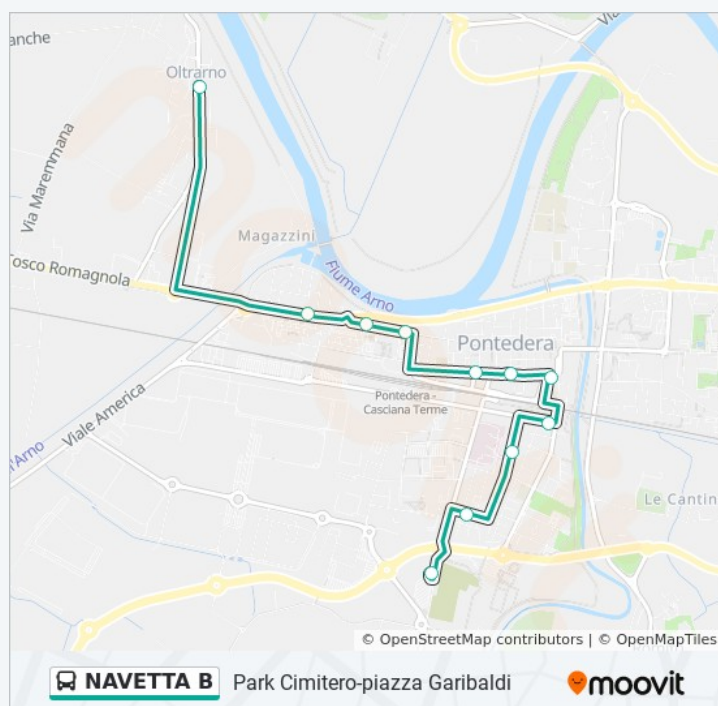 anche
Via
Oltrarno
Via Maremmana
Magazzini
Tosco Romagnola
Fiume Arno
Pontedera
Pontedera -
Casciana Terme
Viale America
l'Arno
Le Cantin
© OpenStreetMap contributors | © OpenMapTiles
NAVETTA B
Park Cimitero-piazza Garibaldi
moovit